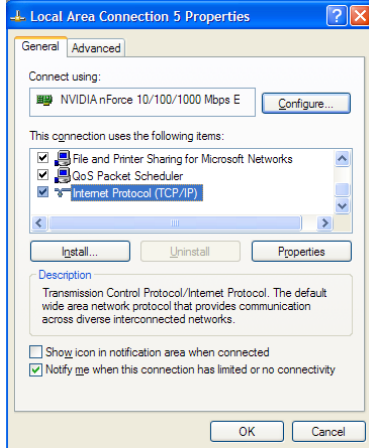 Local Area Connection 5 Properties
General Advanced
Connect using:
NVIDIA nForce 10/100/1000 Mbps E
Configure...
This connection uses the following items:
File and Printer Sharing for Microsoft Networks
QoS Packet Scheduler
Internet Protocol (TCP/IP)
Install... Uninstall Properties
Description
Transmission Control Protocol/Internet Protocol. The default
wide area network protocol that provides communication
across diverse interconnected networks.
Show icon in notification area when connected
Notify me when this connection has limited or no connectivity
OK Cancel